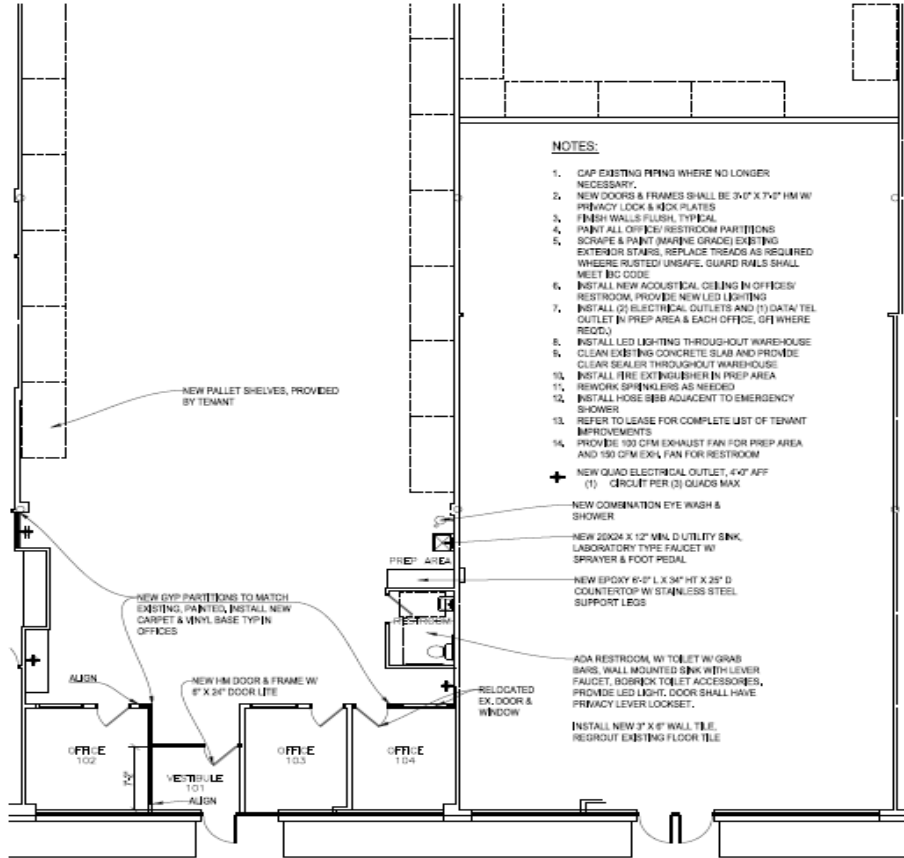 NOTES:
1. CAP EXISTING PIPING WHERE NO LONGER
NECESSARY.
2. NEW DOORS & FRAMES SHALL BE 3'-0" X 7'-0" HM W/
PRIVACY LOCK & KICK PLATES
3. FINISH WALLS FLUSH, TYPICAL
4. PAINT ALL OFFICE/ RESTROOM PARTITIONS
5. SCRAPE & PAINT (MARINE GRADE) EXISTING
EXTERIOR STAIRS, REPLACE TREADS AS REQUIRED
WHEERE RUSTED/ UNSAFE. GUARD RAILS SHALL
MEET IBC CODE
6. INSTALL NEW ACOUSTICAL CEILING IN OFFICES/
RESTROOM, PROVIDE NEW LED LIGHTING
7. INSTALL (2) ELECTRICAL OUTLETS AND (1) DATA/ TEL
OUTLET IN PREP AREA & EACH OFFICE, GFI WHERE
REQ'D.)
8. INSTALL LED LIGHTING THROUGHOUT WAREHOUSE
9. CLEAN EXISTING CONCRETE SLAB AND PROVIDE
CLEAR SEALER THROUGHOUT WAREHOUSE
10. INSTALL FIRE EXTINGUISHER IN PREP AREA
11. REWORK SPRINKLERS AS NEEDED
12. INSTALL HOSE BIBB ADJACENT TO EMERGENCY
SHOWER
13. REFER TO LEASE FOR COMPLETE LIST OF TENANT
IMPROVEMENTS
14. PROVIDE 100 CFM EXHAUST FAN FOR PREP AREA
AND 150 CFM EXH. FAN FOR RESTROOM
NEW QUAD ELECTRICAL OUTLET, 4'-0" AFF
(1) CIRCUIT PER (3) QUADS MAX
NEW COMBINATION EYE WASH &
SHOWER
NEW 20X24 X 12" MIN. D UTILITY SINK,
LABORATORY TYPE FAUCET W/
SPRAYER & FOOT PEDAL
NEW EPOXY 6'-0" L X 34" HT X 25" D
COUNTERTOP W/ STAINLESS STEEL
SUPPORT LEGS
ADA RESTROOM, W/ TOILET W/ GRAB
BARS, WALL MOUNTED SINK WITH LEVER
FAUCET, BOBRICK TOILET ACCESSORIES,
PROVIDE LED LIGHT. DOOR SHALL HAVE
PRIVACY LEVER LOCKSET.
INSTALL NEW 3" X 6" WALL TILE,
REGROUT EXISTING FLOOR TILE
NEW PALLET SHELVES, PROVIDED
BY TENANT
PREP AREA
RESTROOM
NEW GYP PARTITIONS TO MATCH
EXISTING, PAINTED, INSTALL NEW
CARPET & VINYL BASE TYP IN
OFFICES
ALIGN
NEW HM DOOR & FRAME W/
6" X 24" DOOR LITE
RELOCATED
EX. DOOR &
WINDOW
OFFICE
102
VESTIBULE
101
OFFICE
103
OFFICE
104
ALIGN